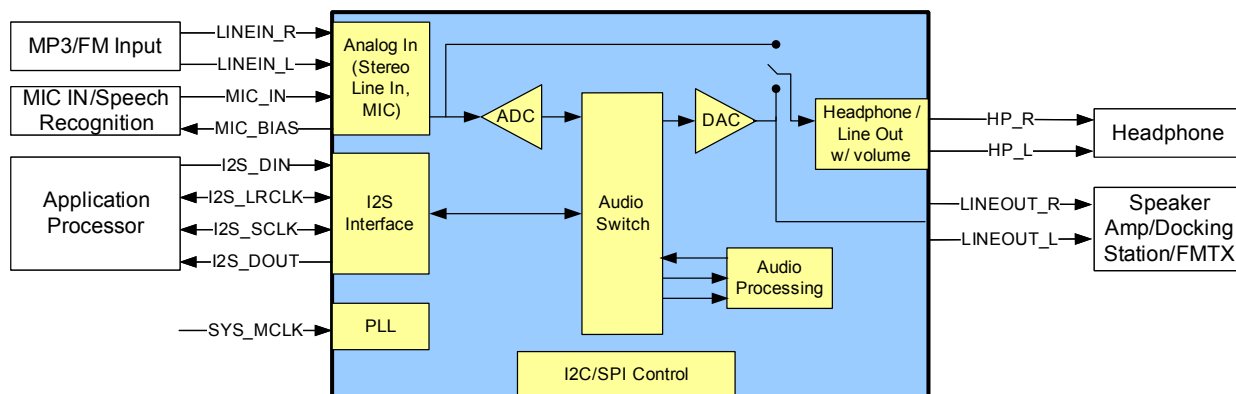 MP3/FM Input
LINEIN_R
LINEIN_L
MIC IN/Speech
Recognition
MIC_IN
MIC_BIAS
Application
Processor
I2S_DIN
I2S_LRCLK
I2S_SCLK
I2S_DOUT
SYS_MCLK
Analog In
(Stereo
Line In,
MIC)
I2S
Interface
PLL
ADC
Audio
Switch
DAC
Audio
Processing
I2C/SPI Control
Headphone /
Line Out
w/ volume
HP_R
HP_L
Headphone
LINEOUT_R
LINEOUT_L
Speaker
Amp/Docking
Station/FMTX